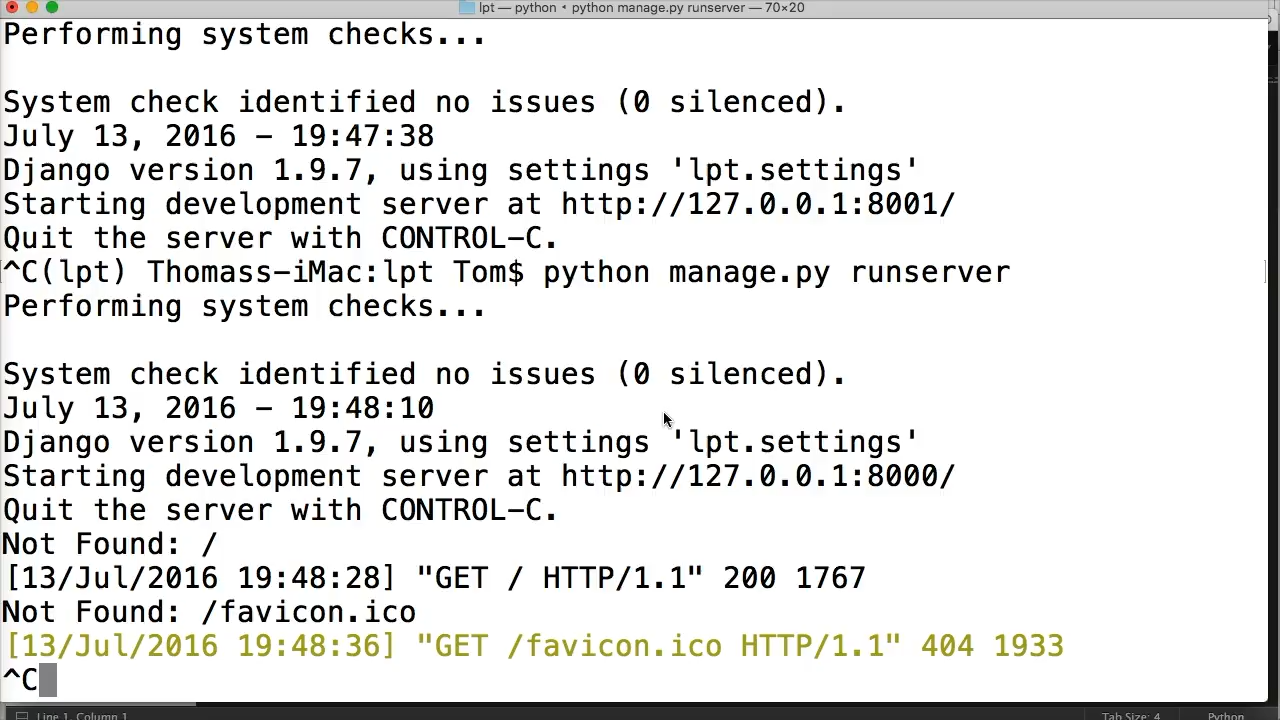 lpt — python • python manage.py runserver — 70×20
Performing system checks...
System check identified no issues (0 silenced).
July 13, 2016 - 19:47:38
Django version 1.9.7, using settings 'lpt.settings'
Starting development server at http://127.0.0.1:8001/
Quit the server with CONTROL-C.
^C(lpt) Thomass-iMac:lpt Tom$ python manage.py runserver
Performing system checks...
System check identified no issues (0 silenced).
July 13, 2016 - 19:48:10
Django version 1.9.7, using settings 'lpt.settings'
Starting development server at http://127.0.0.1:8000/
Quit the server with CONTROL-C.
Not Found: /
[13/Jul/2016 19:48:28] "GET / HTTP/1.1" 200 1767
Not Found: /favicon.ico
[13/Jul/2016 19:48:36] "GET /favicon.ico HTTP/1.1" 404 1933
^C
Line 1, Column 1 Tab Size: 4 Python